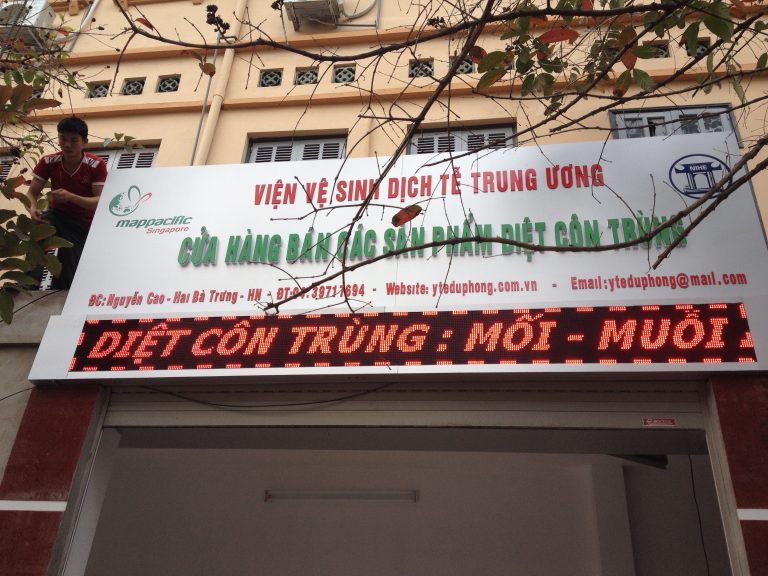 VIỆN VỆ SINH DỊCH TỄ TRUNG ƯƠNG
NIHE
mappacific
Singapore
CỬA HÀNG BÁN CÁC SẢN PHẨM DIỆT CÔN TRÙNG
ĐC: Nguyễn Cao - Hai Bà Trưng - HN - ĐT: 04.39717694 - Website: yteduphong.com.vn - Email: yteduphong@mail.com
DIỆT CÔN TRÙNG : MỐI - MUỖI